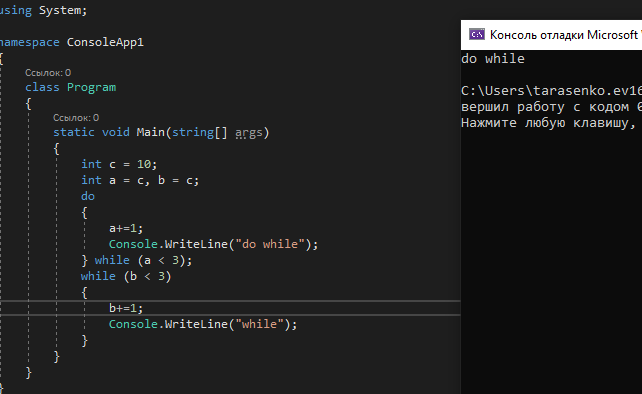 using System;
namespace ConsoleApp1
{
Ссылок: 0
class Program
{
Ссылок: 0
static void Main(string[] args)
{
int c = 10;
int a = c, b = c;
do
{
a+=1;
Console.WriteLine("do while");
} while (a < 3);
while (b < 3)
{
b+=1;
Console.WriteLine("while");
}
}
}
}
Консоль отладки Microsoft
do while
C:\Users\tarasenko.ev16
вершил работу с кодом 0
Нажмите любую клавишу,